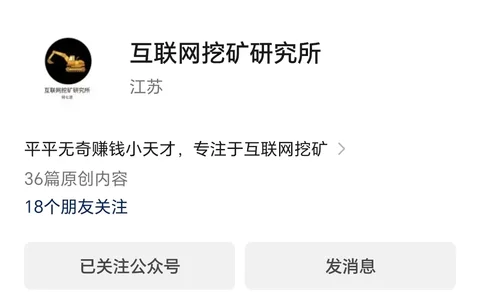 互联网挖矿研究所
互联网挖矿研究所
江苏
平平无奇赚钱小天才，专注于互联网挖矿
36篇原创内容
18个朋友关注
已关注公众号
发消息